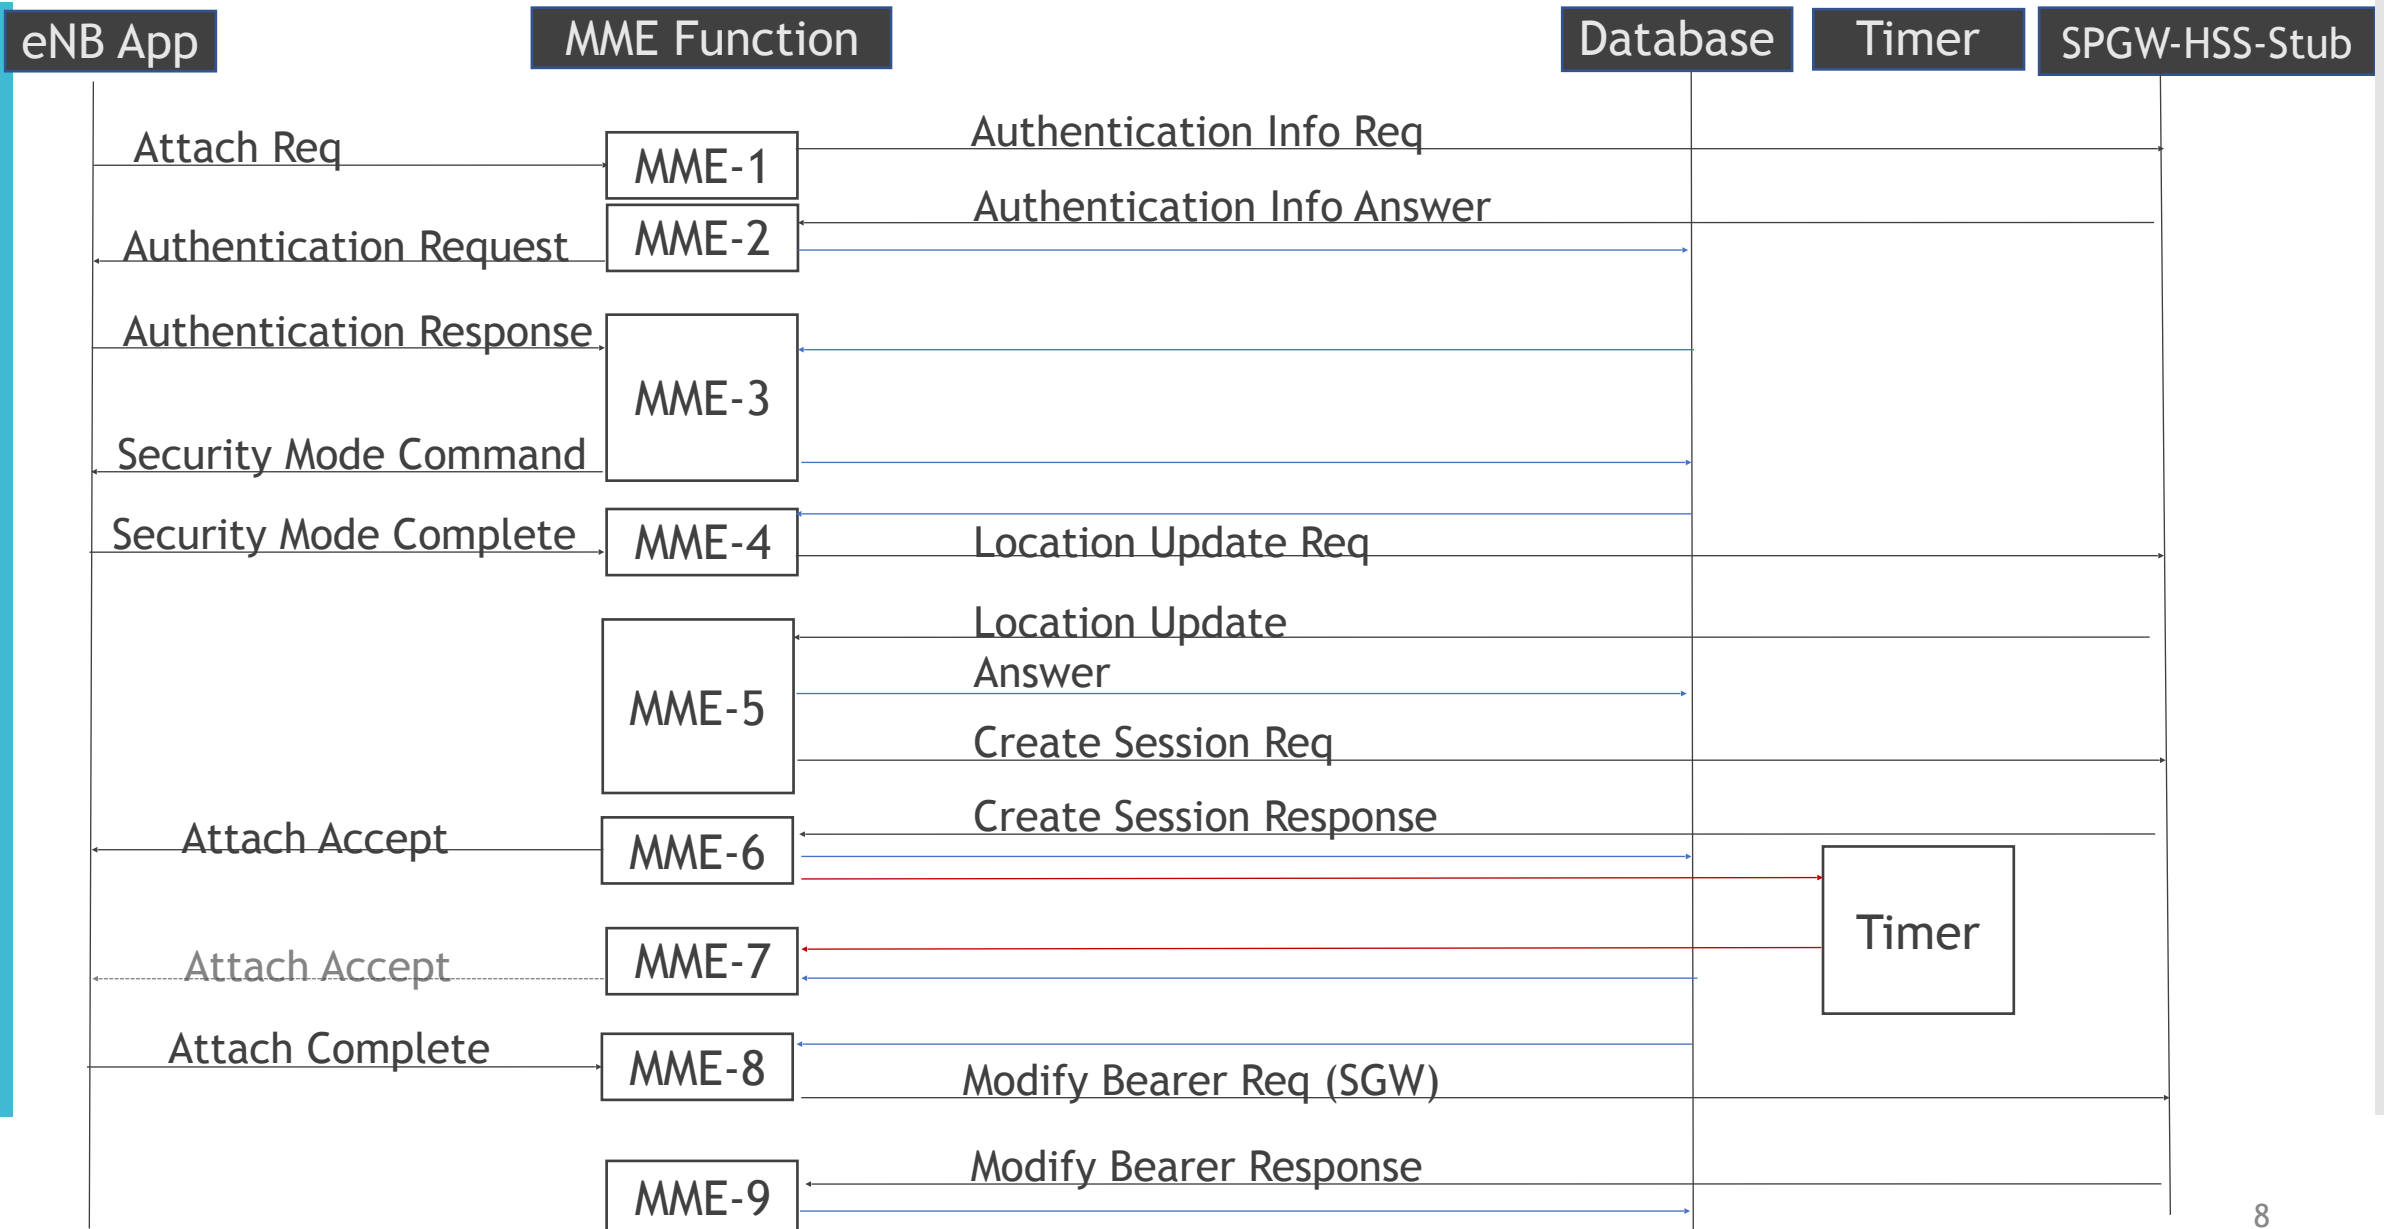 eNB App
MME Function
Database
Timer
SPGW-HSS-Stub
Attach Req
MME-1
Authentication Info Req
Authentication Info Answer
MME-2
Authentication Request
Authentication Response
MME-3
Security Mode Command
Security Mode Complete
MME-4
Location Update Req
Location Update
Answer
MME-5
Create Session Req
Create Session Response
Attach Accept
MME-6
Timer
Attach Accept
MME-7
Attach Complete
MME-8
Modify Bearer Req (SGW)
Modify Bearer Response
MME-9
8